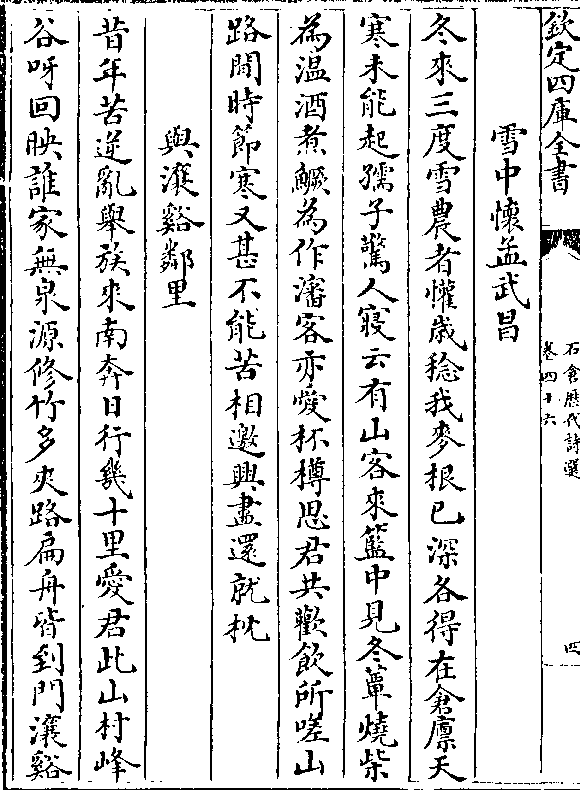 欽定四庫全書
石倉歷代詩選
卷四十六
四
雪中懷孟武昌
冬來三度雪農者懽歲稔我麥根已深各得在倉廪天
寒未能起孺子驚人寢云有山客來籃中見冬蕈燒柴
為温酒煮鱖為作瀋客亦愛杯樽思君共歡飲所嗟山
路閒時節寒又甚不能苦相邀興盡還就枕
與瀼谿鄰里
昔年苦逆亂舉族來南奔日行幾十里愛君此山村峰
谷呀回映誰家無泉源修竹多夾路扁舟皆到門瀼谿